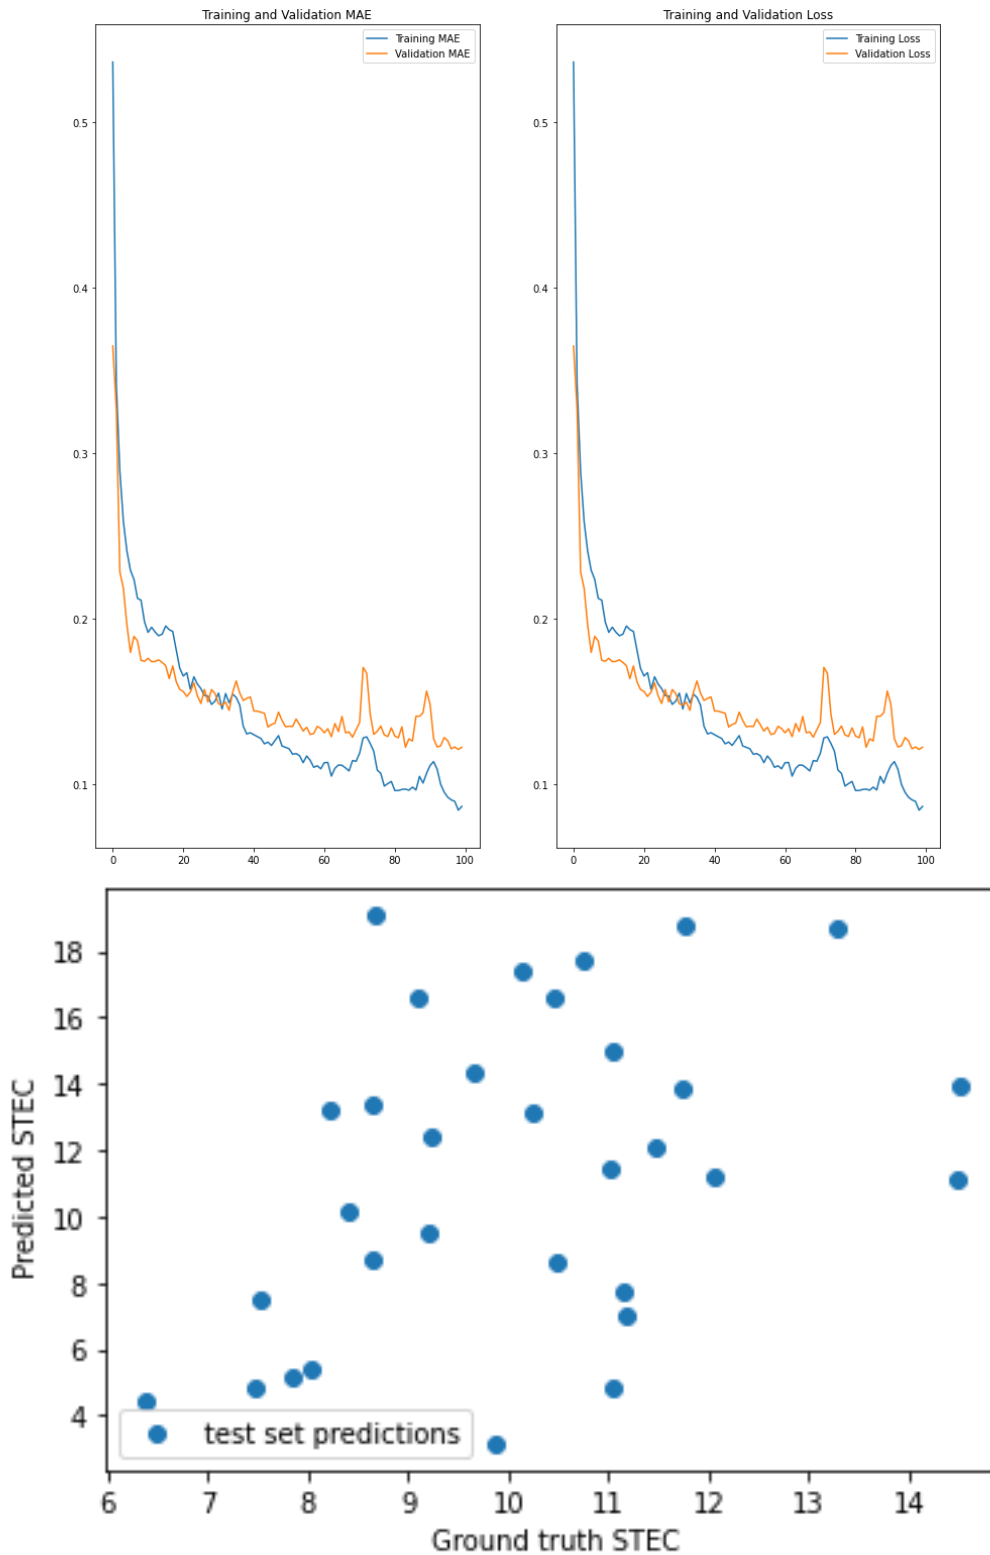 Training and Validation MAE
Training MAE
Validation MAE
0.5
0.4
0.3
0.2
0.1
0 20 40 60 80 100
Training and Validation Loss
Training Loss
Validation Loss
0.5
0.4
0.3
0.2
0.1
0 20 40 60 80 100
Predicted STEC
18
16
14
12
10
8
6
4
test set predictions
6 7 8 9 10 11 12 13 14
Ground truth STEC